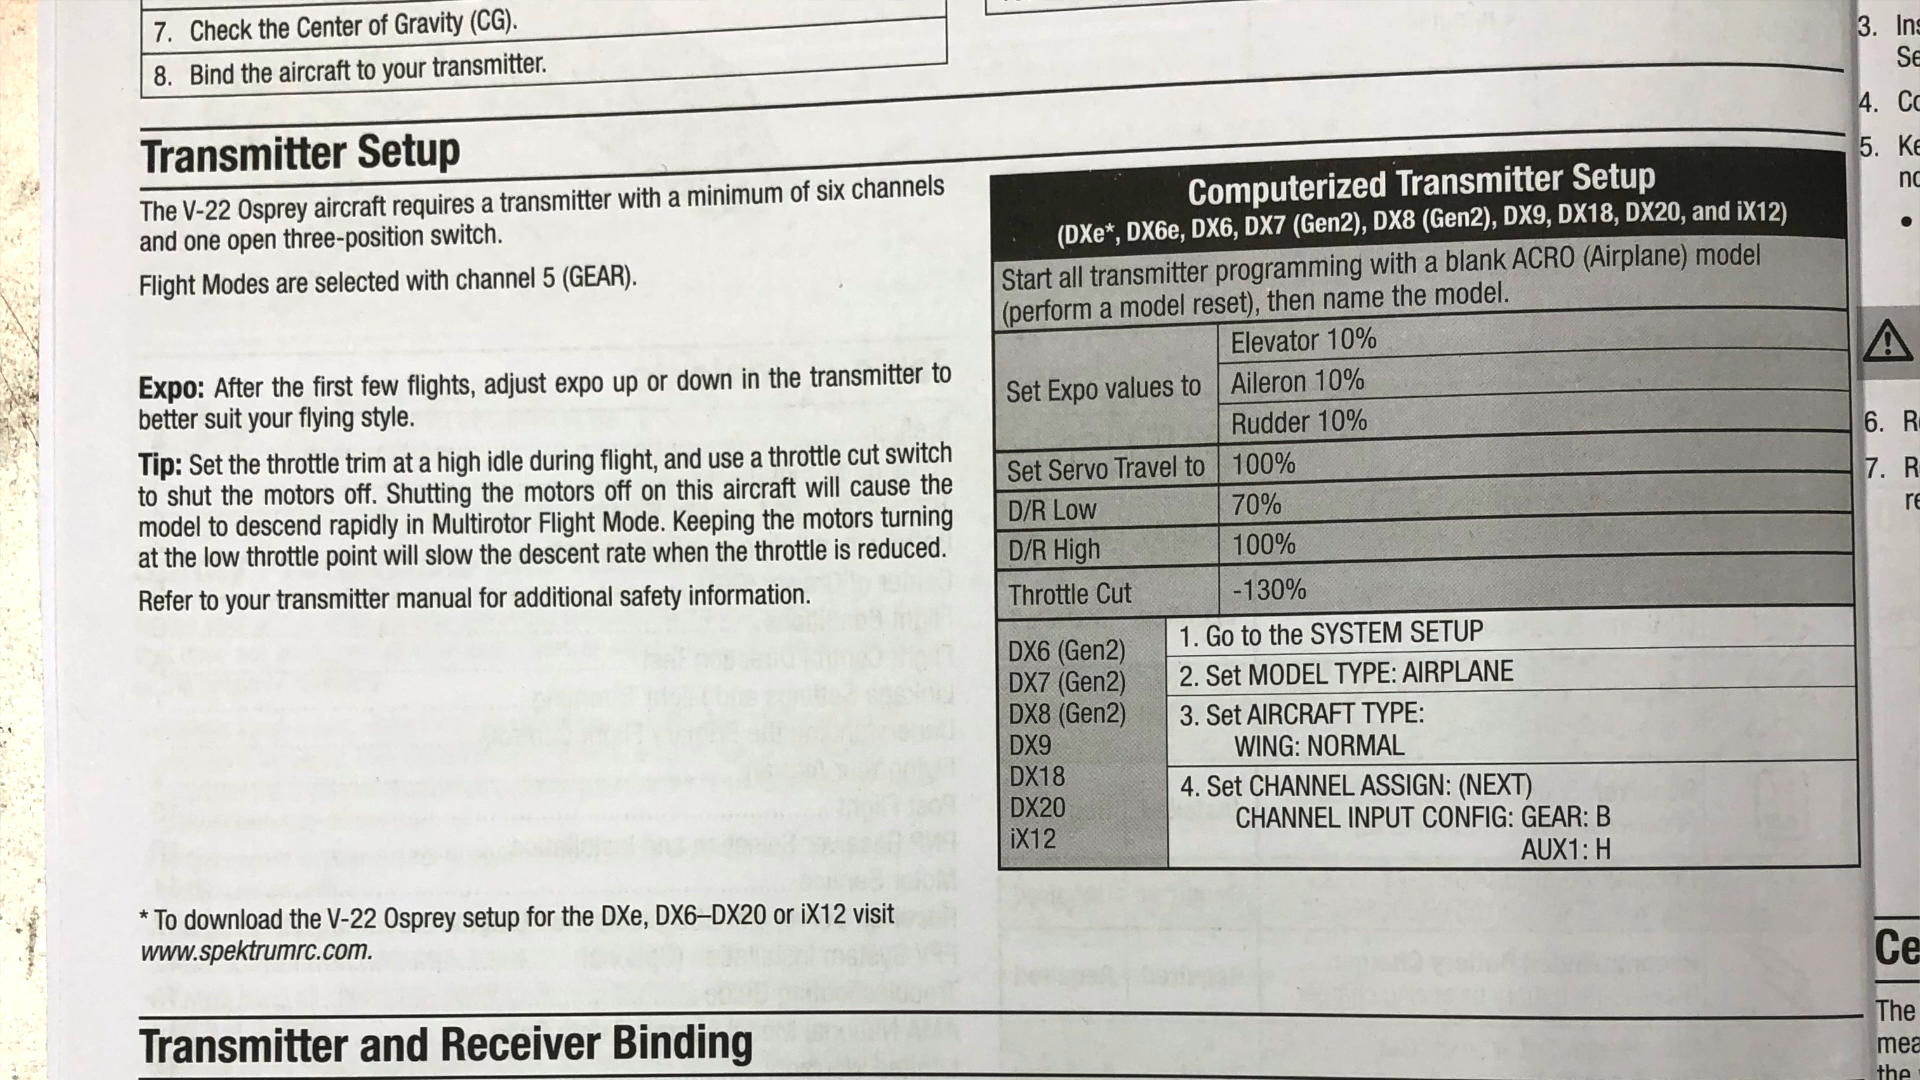 7. Check the Center of Gravity (CG).
8. Bind the aircraft to your transmitter.
Transmitter Setup
The V-22 Osprey aircraft requires a transmitter with a minimum of six channels
and one open three-position switch.
Flight Modes are selected with channel 5 (GEAR).
Expo: After the first few flights, adjust expo up or down in the transmitter to
better suit your flying style.
Tip: Set the throttle trim at a high idle during flight, and use a throttle cut switch
to shut the motors off. Shutting the motors off on this aircraft will cause the
model to descend rapidly in Multirotor Flight Mode. Keeping the motors turning
at the low throttle point will slow the descent rate when the throttle is reduced.
Refer to your transmitter manual for additional safety information.
* To download the V-22 Osprey setup for the DXe, DX6–DX20 or iX12 visit
www.spektrumrc.com.
Computerized Transmitter Setup
(DXe*, DX6e, DX6, DX7 (Gen2), DX8 (Gen2), DX9, DX18, DX20, and iX12)
Start all transmitter programming with a blank ACRO (Airplane) model
(perform a model reset), then name the model.
Set Expo values to
Elevator 10%
Aileron 10%
Rudder 10%
Set Servo Travel to 100%
D/R Low 70%
D/R High 100%
Throttle Cut -130%
DX6 (Gen2)
DX7 (Gen2)
DX8 (Gen2)
DX9
DX18
DX20
iX12
1. Go to the SYSTEM SETUP
2. Set MODEL TYPE: AIRPLANE
3. Set AIRCRAFT TYPE:
WING: NORMAL
4. Set CHANNEL ASSIGN: (NEXT)
CHANNEL INPUT CONFIG: GEAR: B
AUX1: H
Transmitter and Receiver Binding
3.
4.
5.
6.
7.
The
the